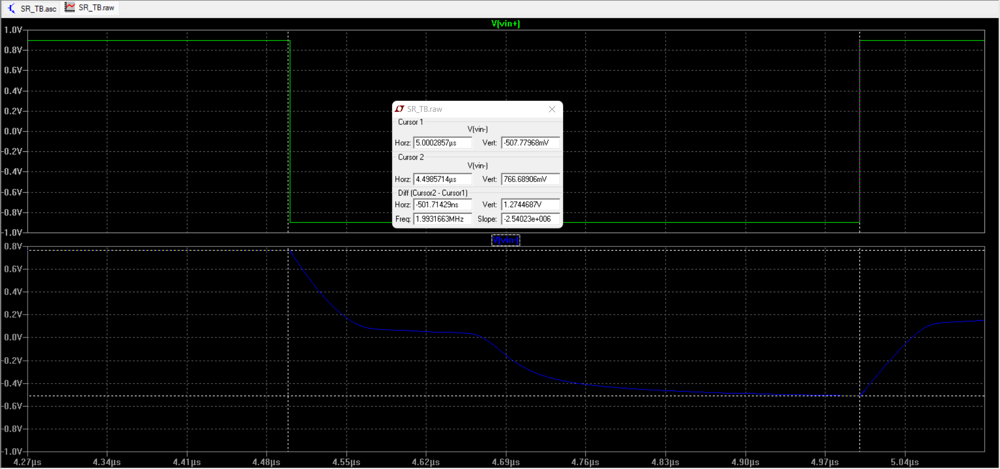 SR_TB.asc SR_TB.raw
V(vin+)
1.0V
0.8V
0.6V
0.4V
0.2V
0.0V
-0.2V
-0.4V
-0.6V
-0.8V
-1.0V
SR_TB.raw
Cursor 1
V(vin-)
Horz: 5.0002857µs Vert: -507.77968mV
Cursor 2
V(vin-)
Horz: 4.4985714µs Vert: 766.68906mV
Diff (Cursor2 - Cursor1)
Horz: -501.71429ns Vert: 1.2744687V
Freq: 1.9931663MHz Slope: -2.54023e+006
V(vin-)
0.8V
0.6V
0.4V
0.2V
0.0V
-0.2V
-0.4V
-0.6V
-0.8V
-1.0V
4.27µs 4.34µs 4.41µs 4.48µs 4.55µs 4.62µs 4.69µs 4.76µs 4.83µs 4.90µs 4.97µs 5.04µs